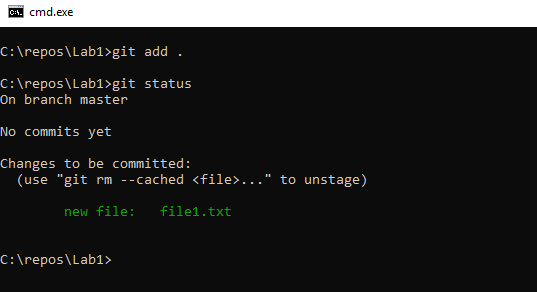 cmd.exe
C:\repos\Lab1>git add .
C:\repos\Lab1>git status
On branch master
No commits yet
Changes to be committed:
  (use "git rm --cached <file>..." to unstage)
        new file:   file1.txt
C:\repos\Lab1>